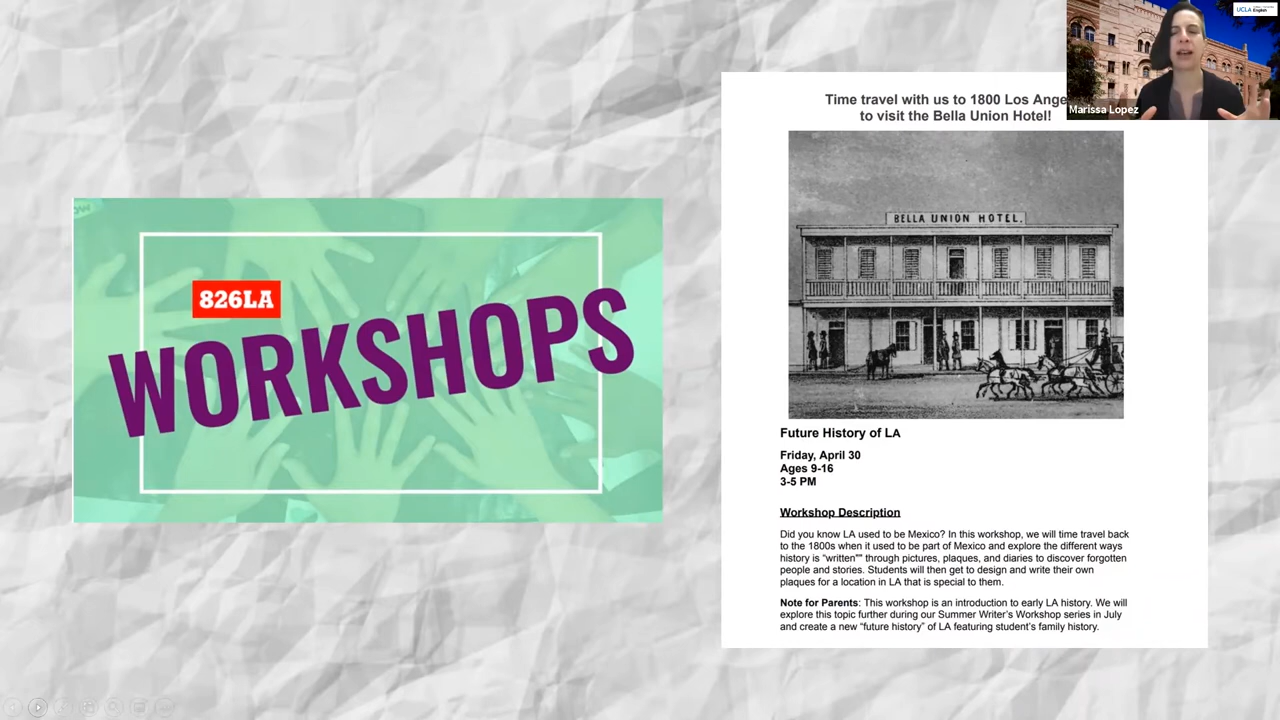 826LA
WORKSHOPS
Time travel with us to 1800 Los
to visit the Bella Union Hotel!
BELLA UNION HOTEL.
Future History of LA
Friday, April 30
Ages 9-16
3-5 PM
Workshop Description
Did you know LA used to be Mexico? In this workshop, we will time travel back
to the 1800s when it used to be part of Mexico and explore the different ways
history is “written”" through pictures, plaques, and diaries to discover forgotten
people and stories. Students will then get to design and write their own
plaques for a location in LA that is special to them.
Note for Parents: This workshop is an introduction to early LA history. We will
explore this topic further during our Summer Writer's Workshop series in July
and create a new “future history” of LA featuring student's family history.
UCLA
English
Marissa Lopez